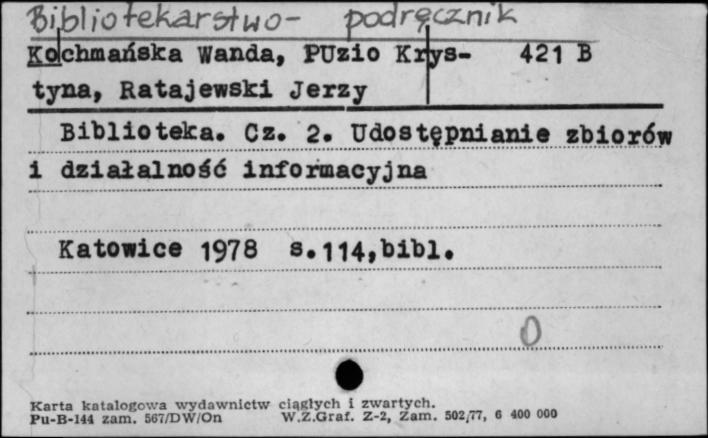 Bibliotekarstwo- podręcznik
Kochmańska Wanda, PUzio Krys- 421 B
tyna, Ratajewski Jerzy
Biblioteka. Cz. 2. Udostępnianie zbiorów
i działalność informacyjna
Katowice 1978 s.114,bibl.
0
Karta katalogowa wydawnictw ciągłych i zwartych.
Pu-B-144 zam. 567/DW/On W.Z.Graf. Z-2, Zam. 502/77, 6 400 000